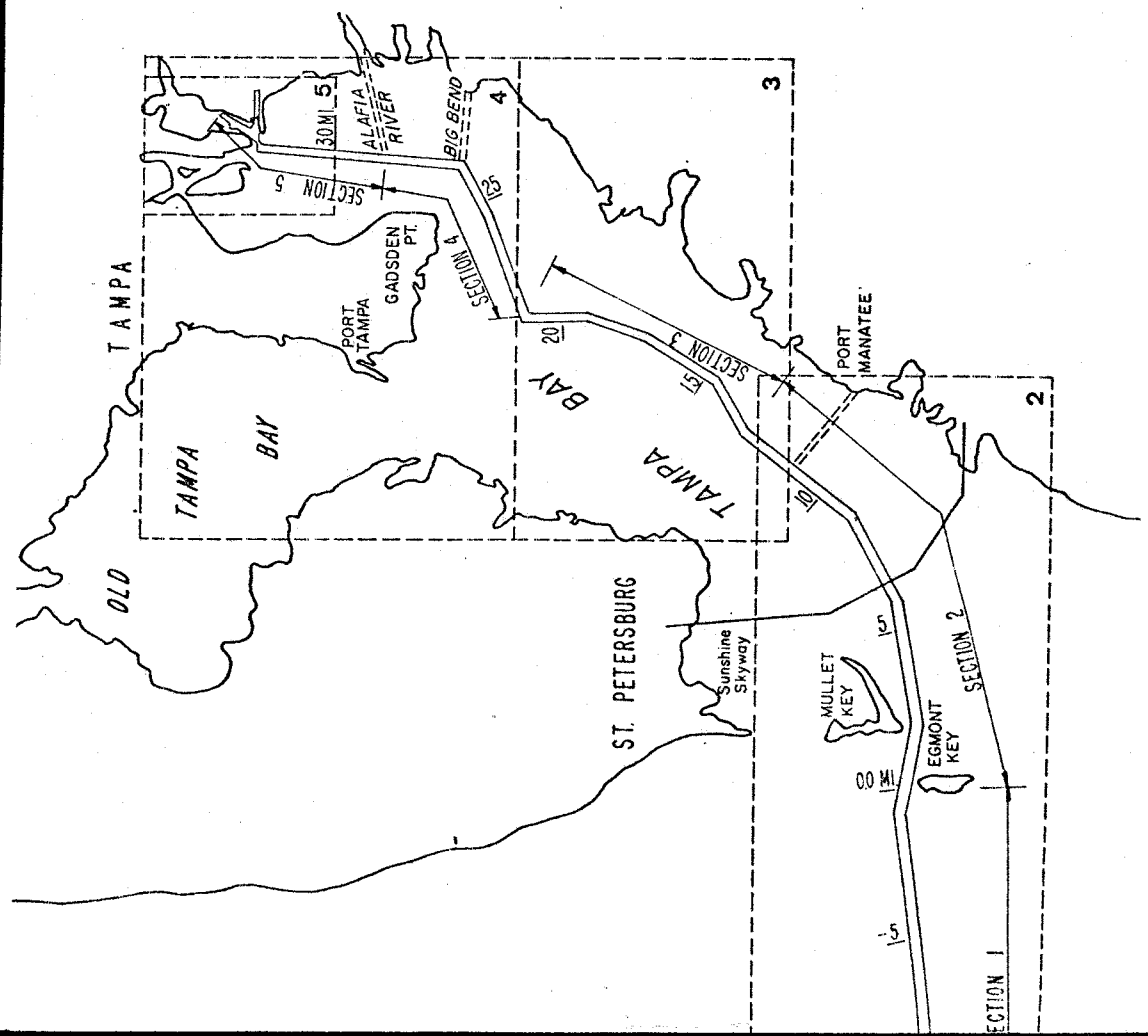 TAMPA
OLD
TAMPA
BAY
PORT
TAMPA
GADSDEN
PT.
SECTION 5
30 MI.
5
ALAFIA
RIVER
BIG BEND
4
SECTION 4
25
20
3
TAMPA
BAY
15
SECTION 3
PORT
MANATEE
ST. PETERSBURG
Sunshine
Skyway
10
2
MULLET
KEY
5
SECTION 2
0.0 MI.
EGMONT
KEY
-5
ECTION 1